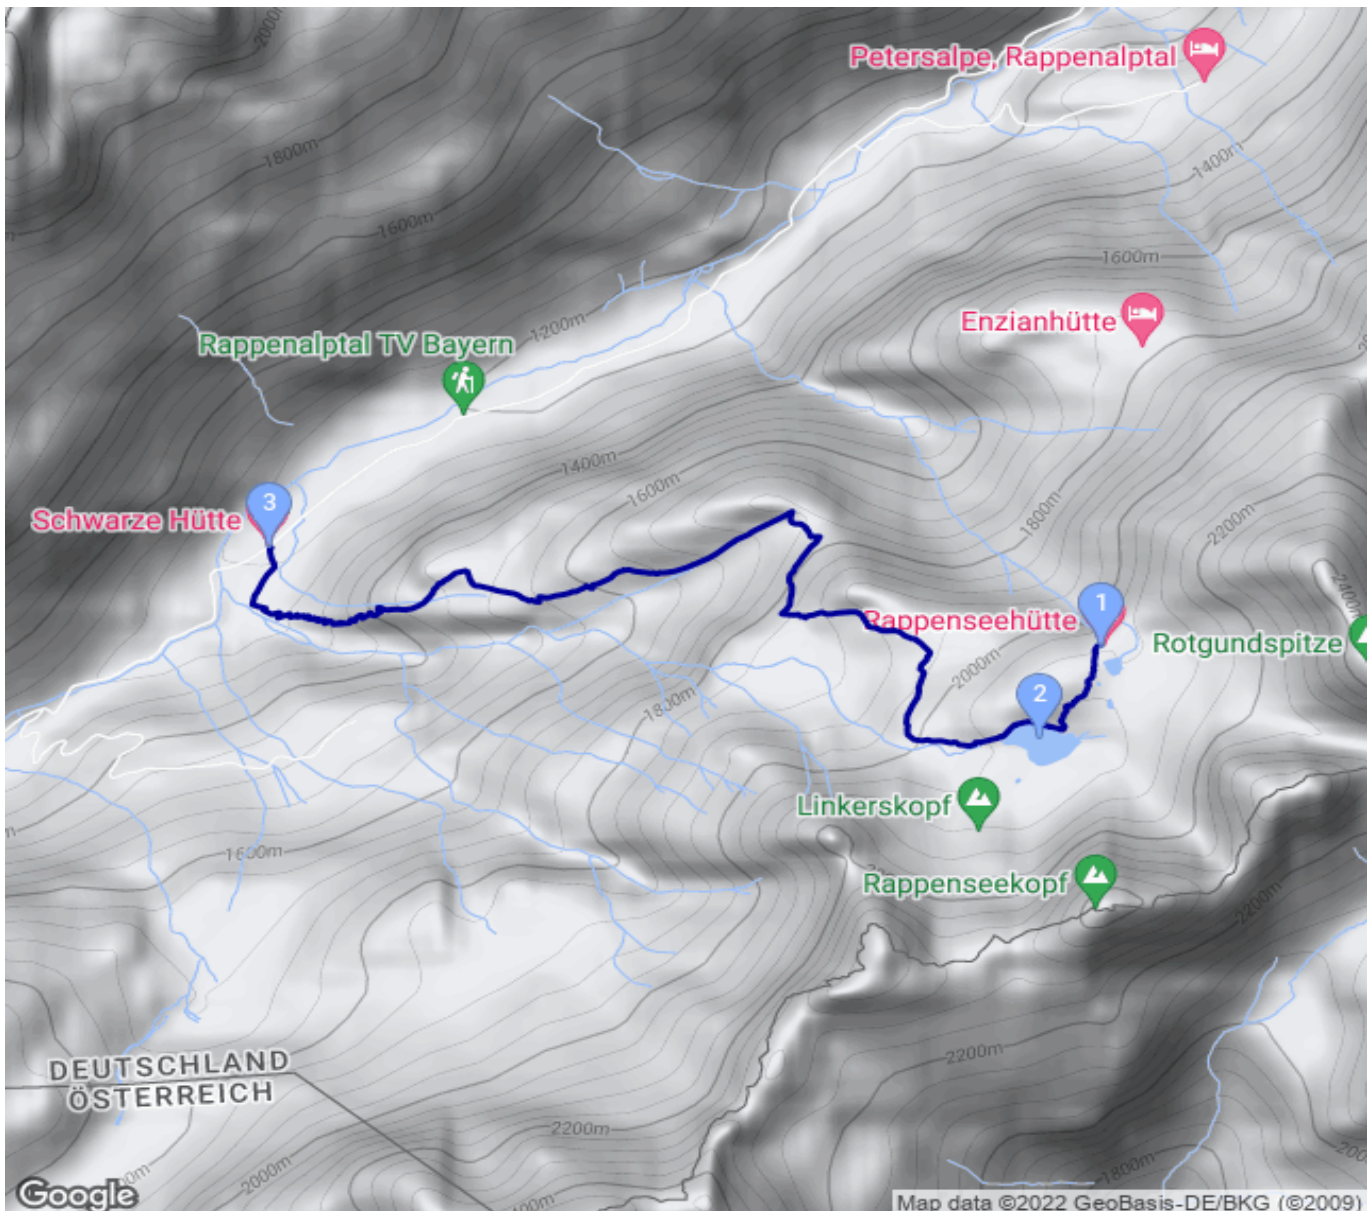 2000m
Petersalpe, Rappenalptal
1800m
1400m
1600m
1600m
Enzianhütte
1200m
Rappenalptal TV Bayern
1400m
1600m
1800m
2200m
3
Schwarze Hütte
2400m
1
Rappenseehütte
Rotgundspitze
2000m
2
1800m
Linkerskopf
1600m
Rappenseekopf
2200m
2200m
DEUTSCHLAND
ÖSTERREICH
2200m
2000m
1800m
Google
Map data ©2022 GeoBasis-DE/BKG (©2009)